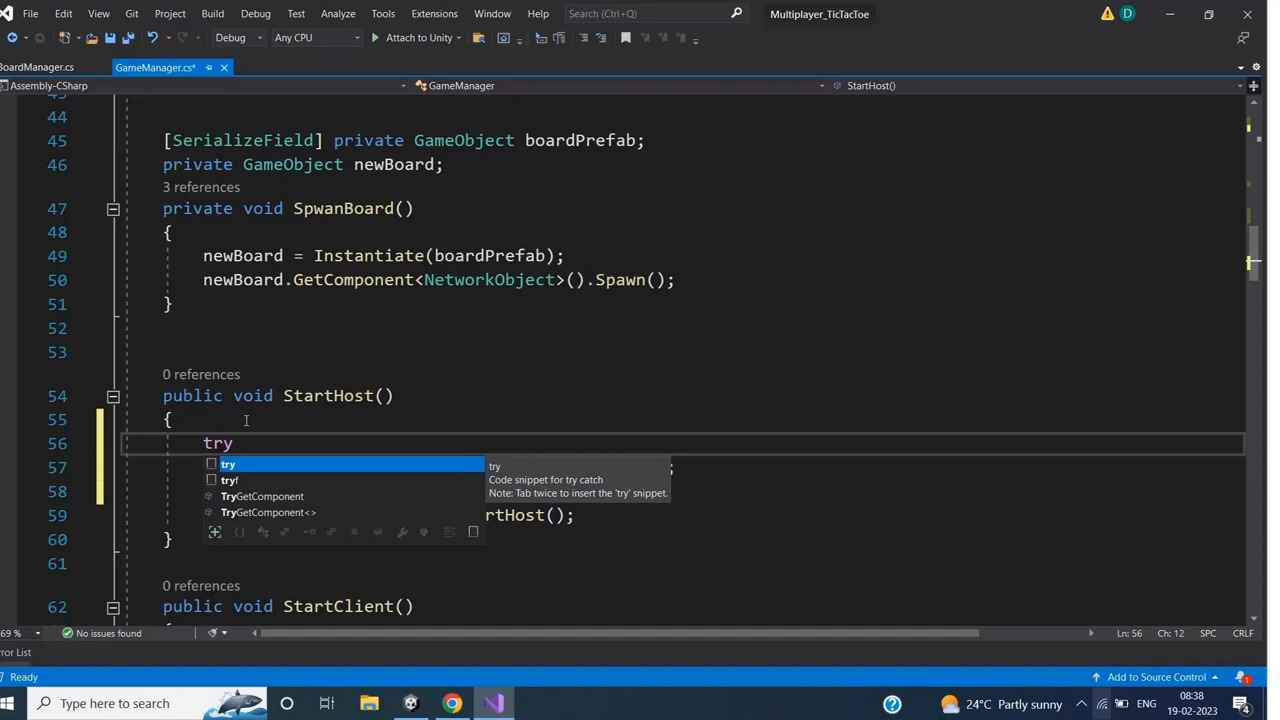 File Edit View Git Project Build Debug Test Analyze Tools Extensions Window Help Search (Ctrl+Q) Multiplayer_TicTacToe D
Debug Any CPU Attach to Unity
BoardManager.cs GameManager.cs*
Assembly-CSharp GameManager StartHost()
44
45 [SerializeField] private GameObject boardPrefab;
46 private GameObject newBoard;
3 references
47 private void SpwanBoard()
48 {
49 newBoard = Instantiate(boardPrefab);
50 newBoard.GetComponent<NetworkObject>().Spawn();
51 }
52
53
0 references
54 public void StartHost()
55 {
56 try
try try
57 ;
tryf Code snippet for try catch
58 Note: Tab twice to insert the 'try' snippet.
TryGetComponent
TryGetComponent<>
59 rtHost();
60 }
61
0 references
62 public void StartClient()
69 % No issues found Ln: 56 Ch: 12 SPC CRLF
rror List
Ready Add to Source Control 1
Type here to search 24°C Partly sunny ENG 08:38 19-02-2023 4